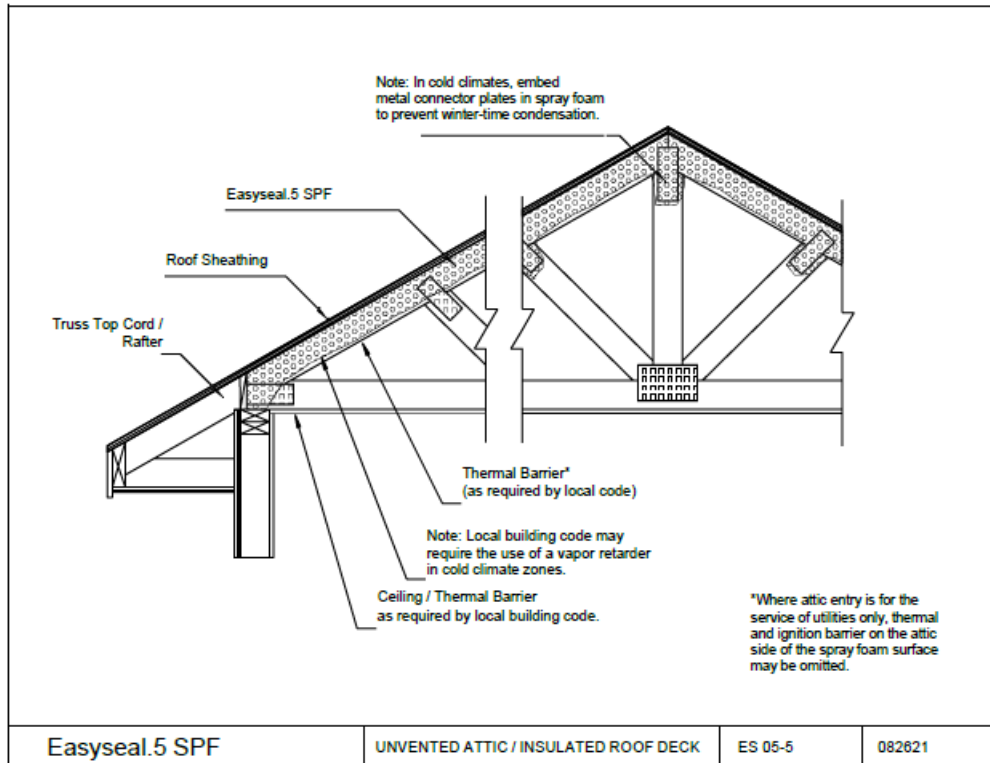 Note: In cold climates, embed
metal connector plates in spray foam
to prevent winter-time condensation.
Easyseal.5 SPF
Roof Sheathing
Truss Top Cord /
Rafter
Thermal Barrier*
(as required by local code)
Note: Local building code may
require the use of a vapor retarder
in cold climate zones.
Ceiling / Thermal Barrier
as required by local building code.
*Where attic entry is for the
service of utilities only, thermal
and ignition barrier on the attic
side of the spray foam surface
may be omitted.
Easyseal.5 SPF
UNVENTED ATTIC / INSULATED ROOF DECK
ES 05-5
082621